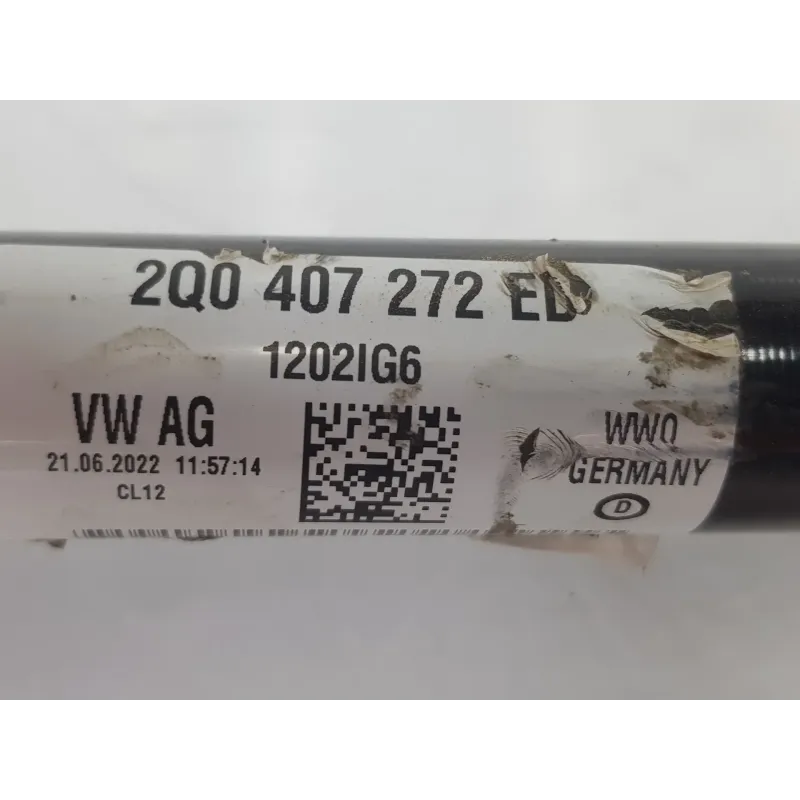 2Q0 407 272 ED
1202IG6
VW AG
21.06.2022 11:57:14
CL12
WWO
GERMANY
D